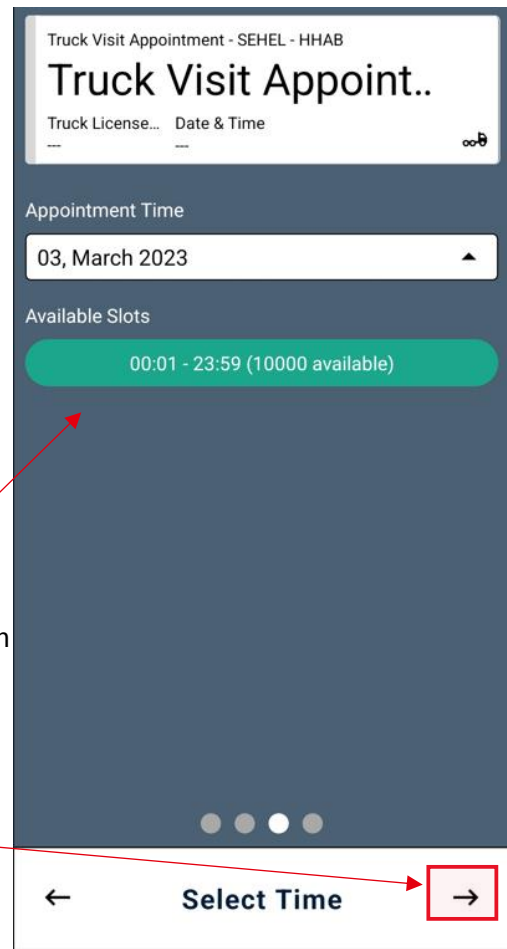 Truck Visit Appointment - SEHEL - HHAB
Truck Visit Appoint..
Truck License... Date & Time
--- ---
Appointment Time
03, March 2023
Available Slots
00:01 - 23:59 (10000 available)
Select Time